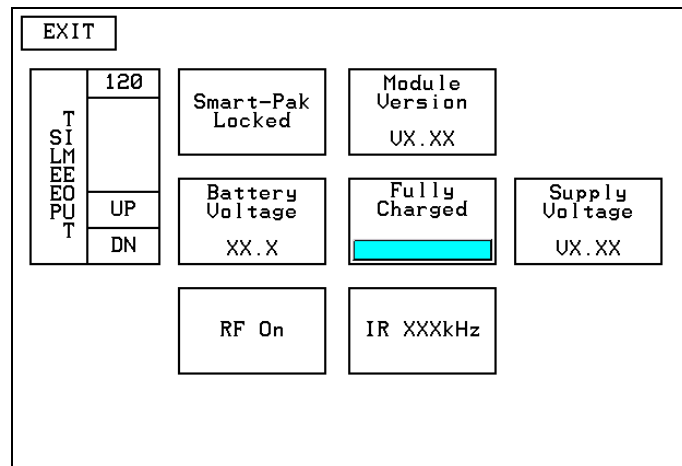 EXIT
SLEEP
TIMEOUT
120
UP
DN
Smart-Pak
Locked
Module
Version
VX.XX
Battery
Voltage
XX.X
Fully
Charged
Supply
Voltage
VX.XX
RF On
IR XXXkHz